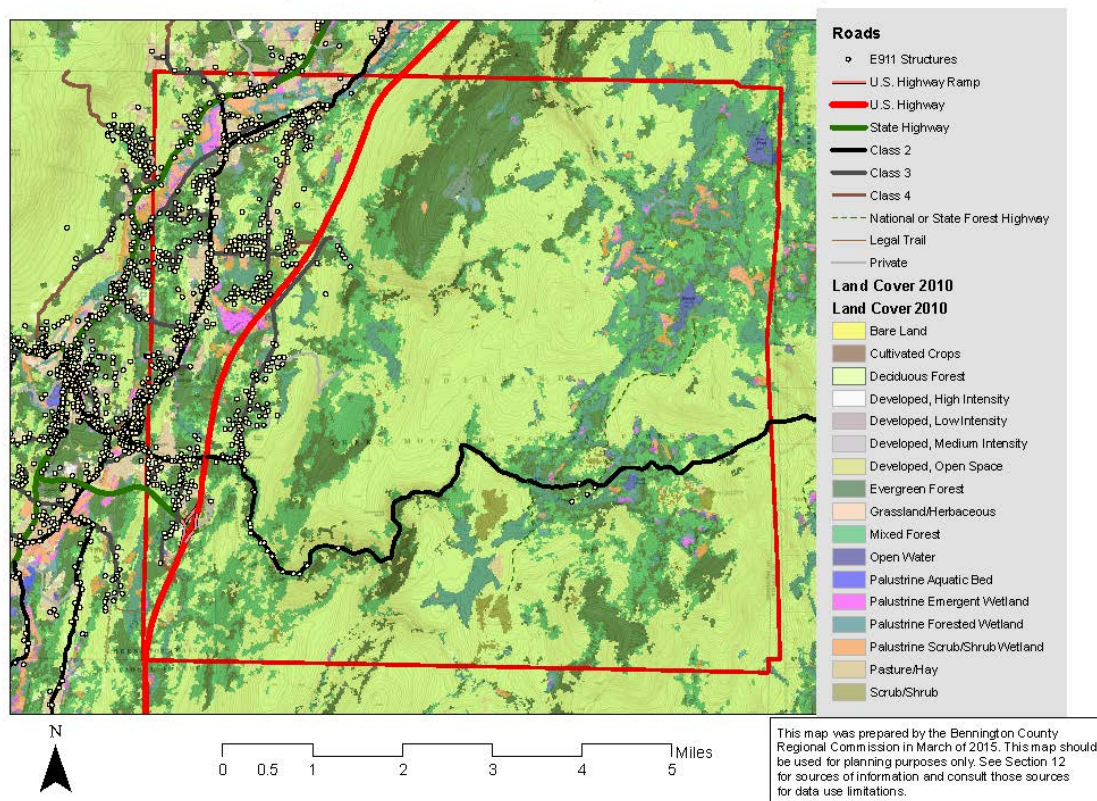 Roads
E911 Structures
U.S. Highway Ramp
U.S. Highway
State Highway
Class 2
Class 3
Class 4
National or State Forest Highway
Legal Trail
Private
Land Cover 2010
Land Cover 2010
Bare Land
Cultivated Crops
Deciduous Forest
Developed, High Intensity
Developed, Low Intensity
Developed, Medium Intensity
Developed, Open Space
Evergreen Forest
Grassland/Herbaceous
Mixed Forest
Open Water
Palustrine Aquatic Bed
Palustrine Emergent Wetland
Palustrine Forested Wetland
Palustrine Scrub/Shrub Wetland
Pasture/Hay
Scrub/Shrub
N
Miles
0 0.5 1 2 3 4 5
This map was prepared by the Bennington County
Regional Commission in March of 2015. This map should
be used for planning purposes only. See Section 12
for sources of information and consult those sources
for data use limitations.